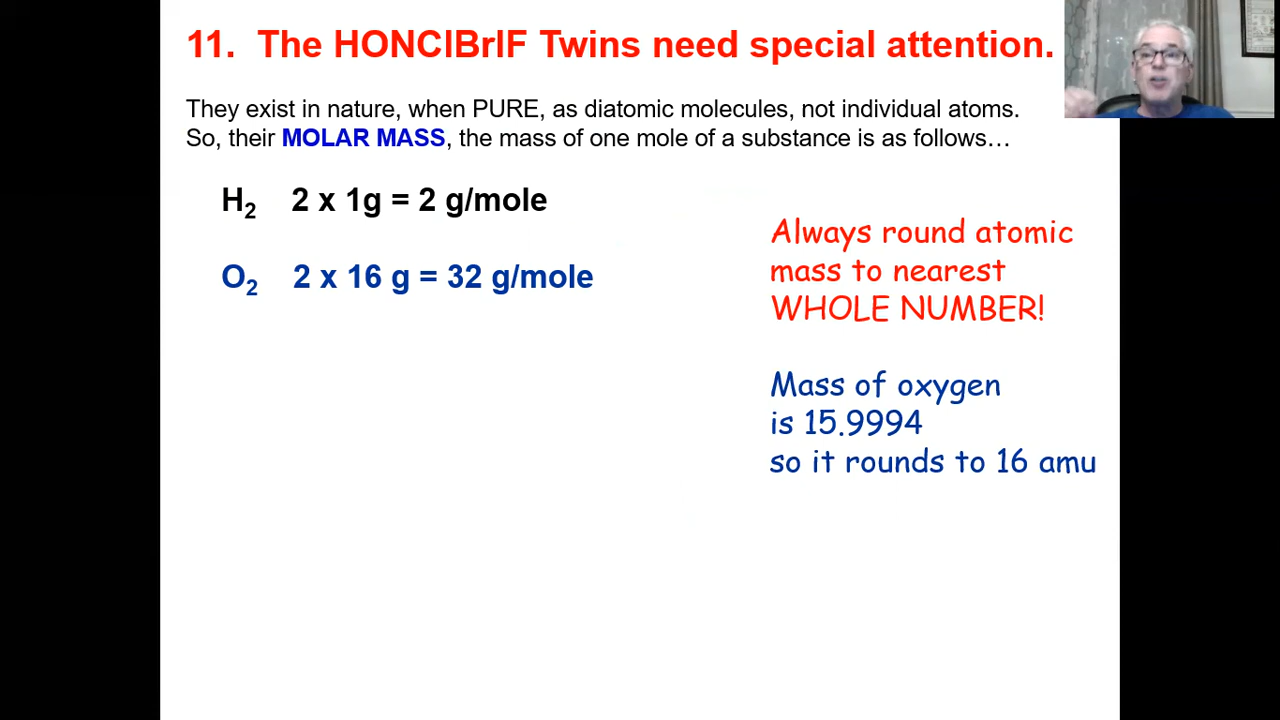 11. The HONClBrIF Twins need special attention.
They exist in nature, when PURE, as diatomic molecules, not individual atoms.
So, their MOLAR MASS, the mass of one mole of a substance is as follows…
H₂ 2 x 1g = 2 g/mole
O₂ 2 x 16 g = 32 g/mole
Always round atomic
mass to nearest
WHOLE NUMBER!
Mass of oxygen
is 15.9994
so it rounds to 16 amu